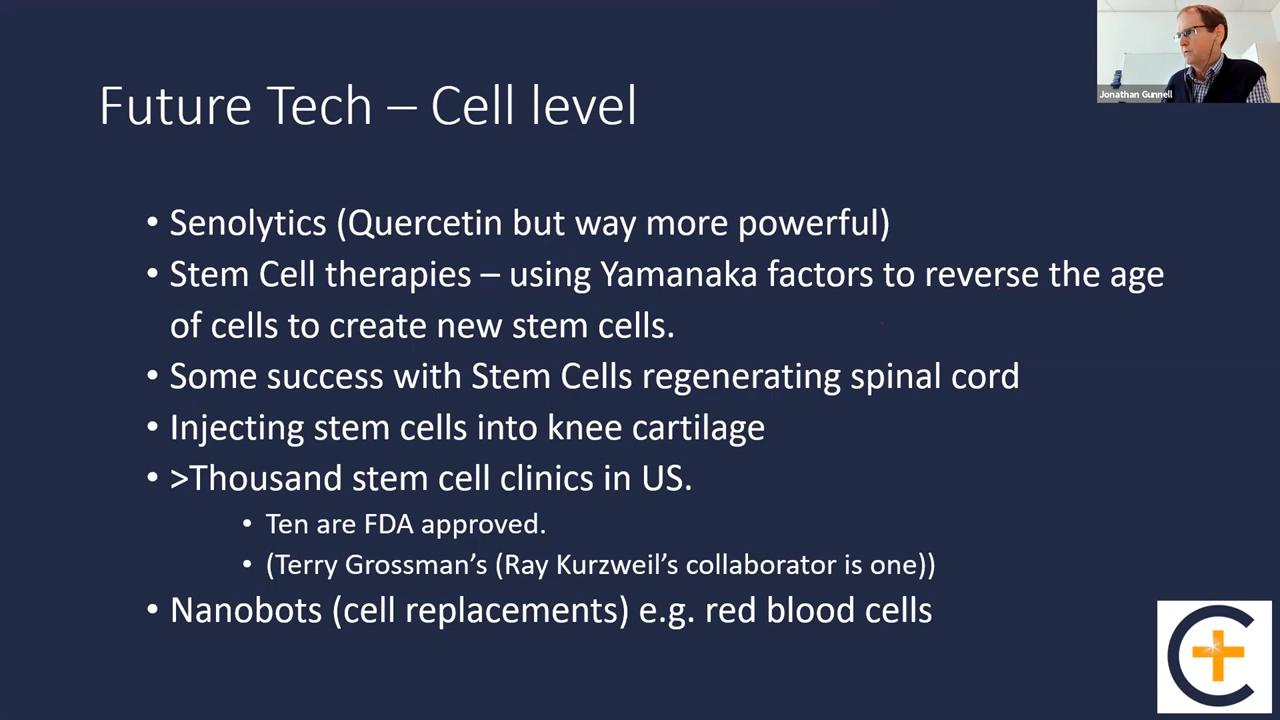 Jonathan Gunnell
Future Tech – Cell level
• Senolytics (Quercetin but way more powerful)
• Stem Cell therapies – using Yamanaka factors to reverse the age
of cells to create new stem cells.
• Some success with Stem Cells regenerating spinal cord
• Injecting stem cells into knee cartilage
• >Thousand stem cell clinics in US.
• Ten are FDA approved.
• (Terry Grossman’s (Ray Kurzweil’s collaborator is one))
• Nanobots (cell replacements) e.g. red blood cells